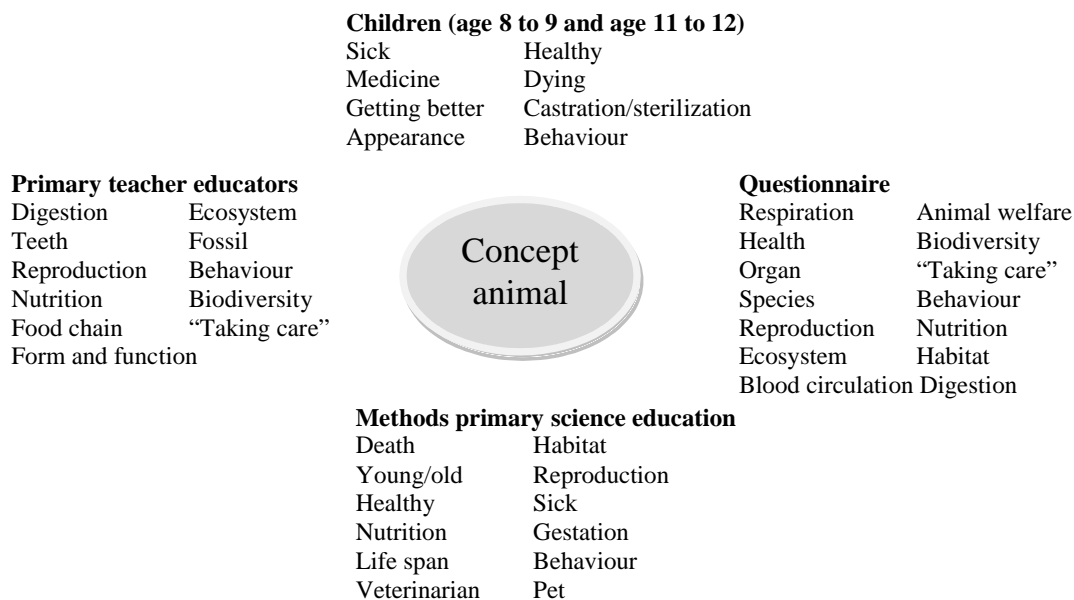 Children (age 8 to 9 and age 11 to 12)
Sick Healthy
Medicine Dying
Getting better Castration/sterilization
Appearance Behaviour
Primary teacher educators
Digestion Ecosystem
Teeth Fossil
Reproduction Behaviour
Nutrition Biodiversity
Food chain “Taking care”
Form and function
Concept
animal
Questionnaire
Respiration Animal welfare
Health Biodiversity
Organ “Taking care”
Species Behaviour
Reproduction Nutrition
Ecosystem Habitat
Blood circulation Digestion
Methods primary science education
Death Habitat
Young/old Reproduction
Healthy Sick
Nutrition Gestation
Life span Behaviour
Veterinarian Pet